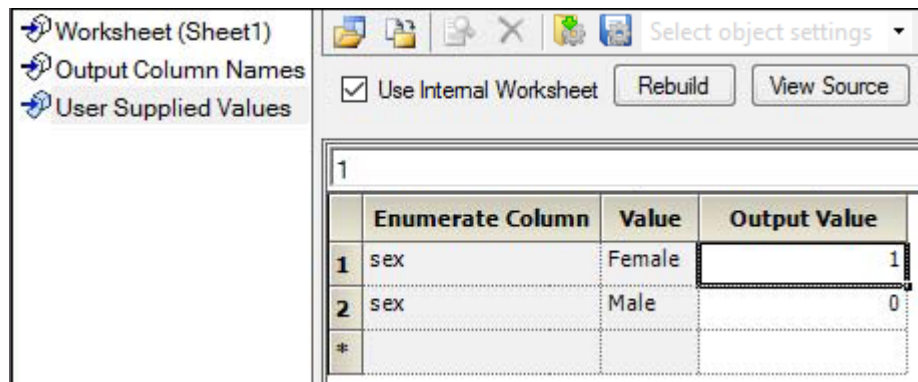 Worksheet (Sheet1)
Output Column Names
User Supplied Values
Select object settings
Use Internal Worksheet
Rebuild
View Source
1
Enumerate Column Value Output Value
1 sex Female 1
2 sex Male 0
*